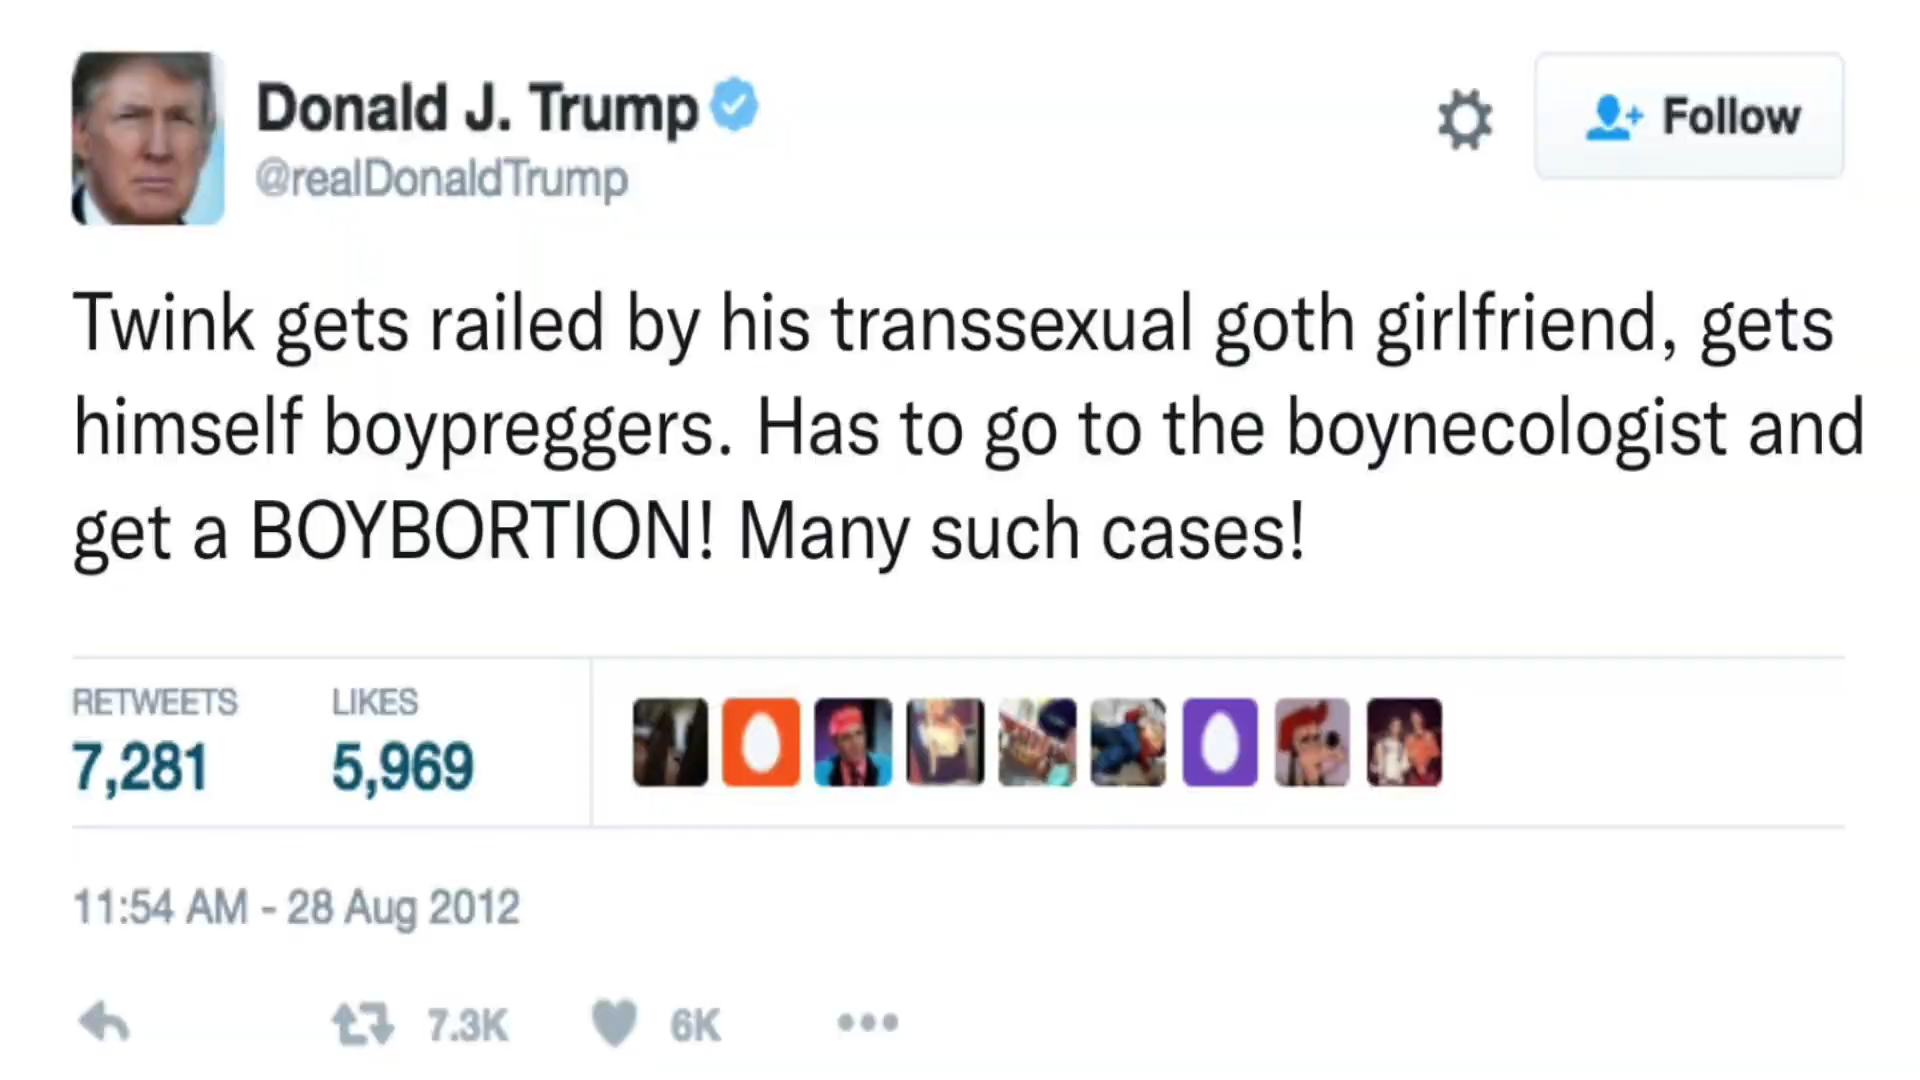 Donald J. Trump
@realDonaldTrump
Follow
Twink gets railed by his transsexual goth girlfriend, gets
himself boypreggers. Has to go to the boynecologist and
get a BOYBORTION! Many such cases!
RETWEETS LIKES
7,281 5,969
11:54 AM - 28 Aug 2012
7.3K 6K